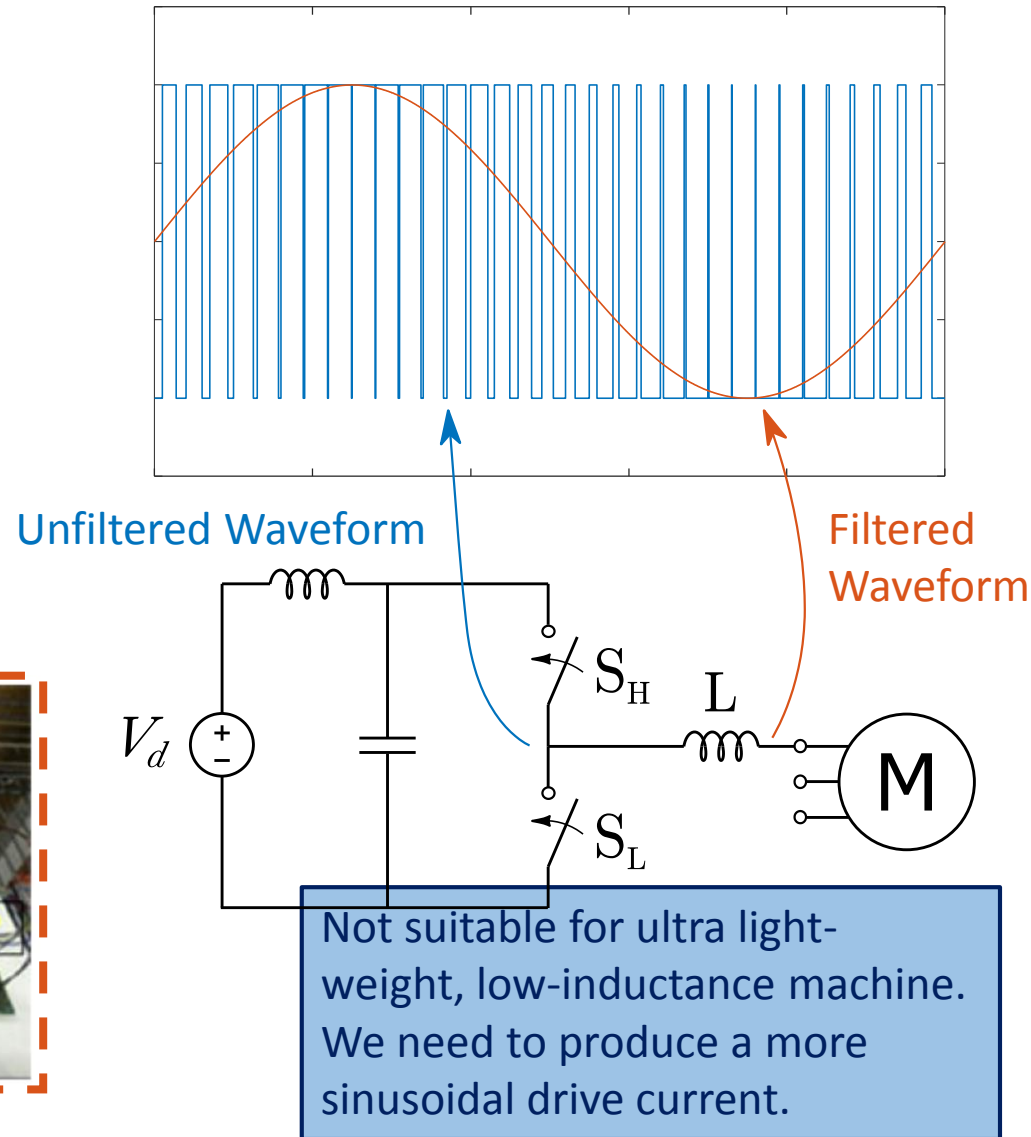 Unfiltered Waveform
Filtered
Waveform
S_H
L
V_d
+
−
M
S_L
Not suitable for ultra light-
weight, low-inductance machine.
We need to produce a more
sinusoidal drive current.